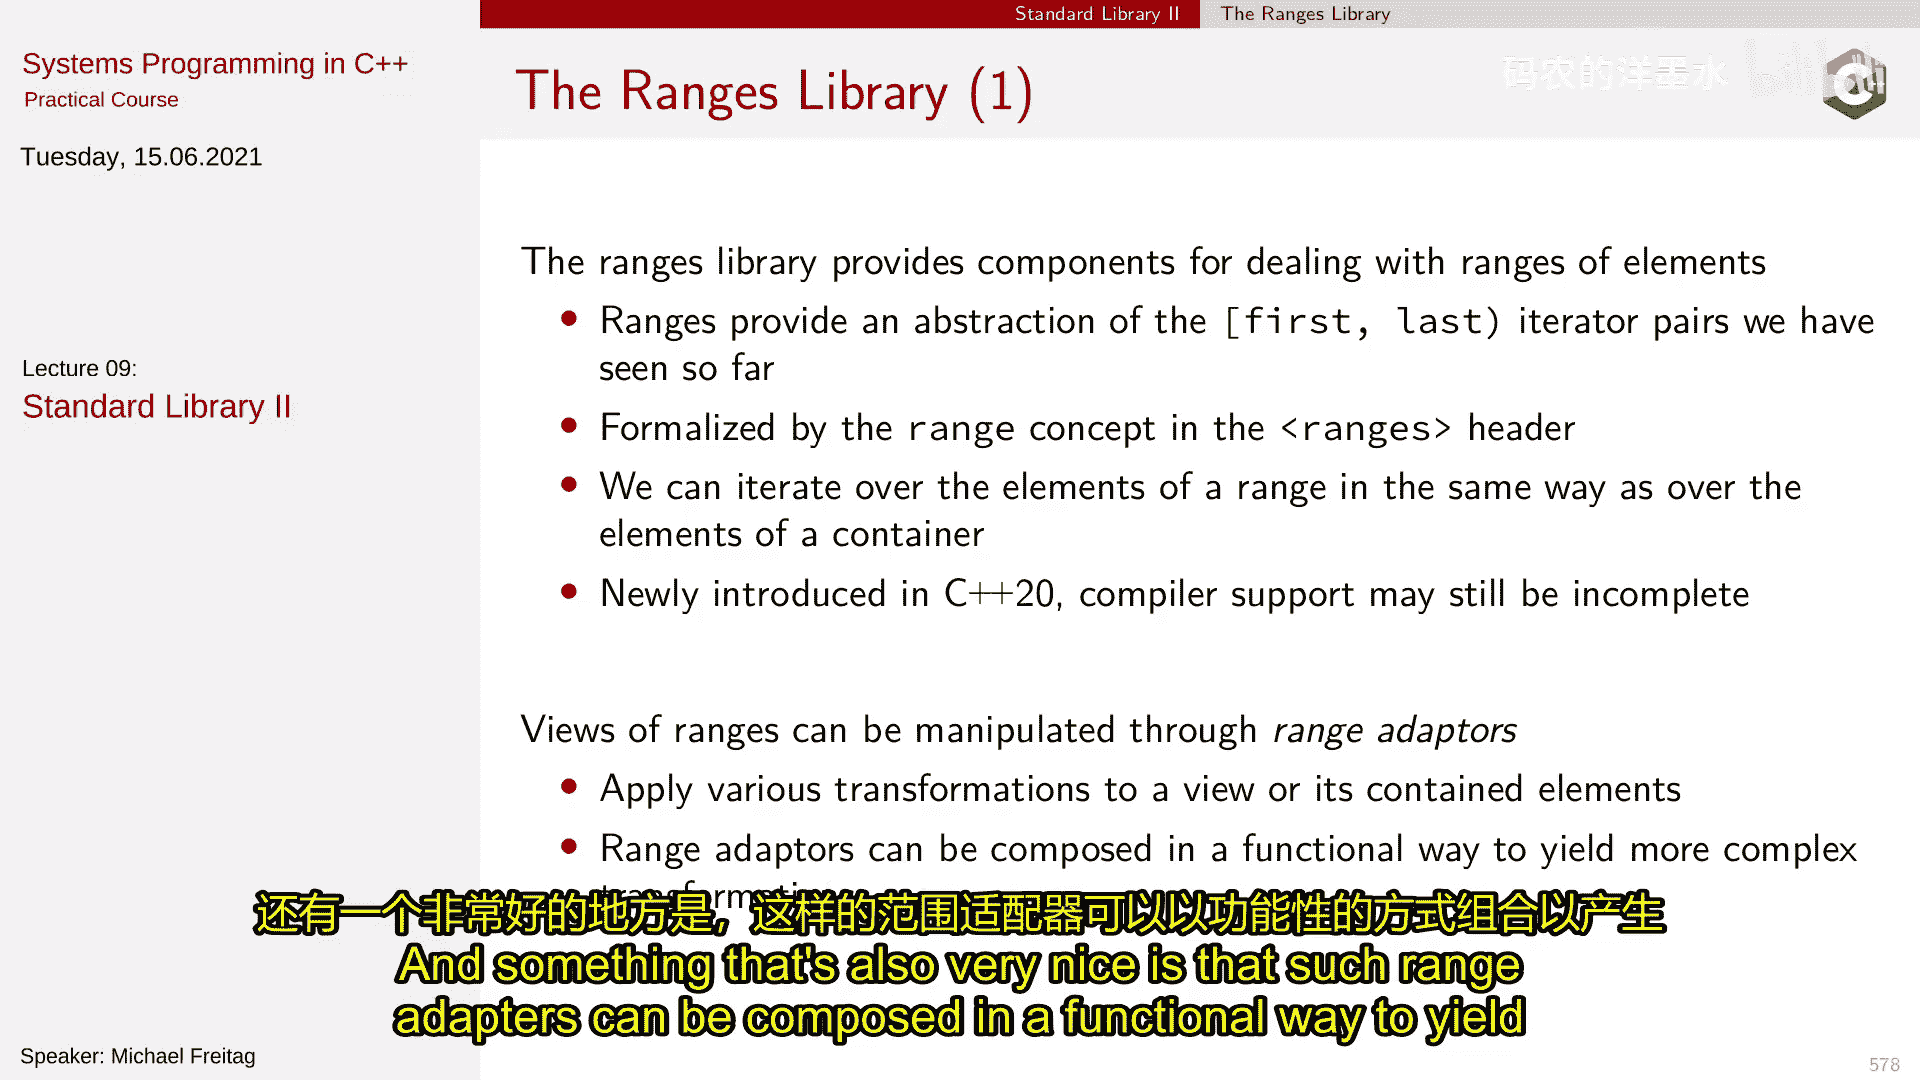 Standard Library II
The Ranges Library
Systems Programming in C++
Practical Course
Tuesday, 15.06.2021
Lecture 09:
Standard Library II
Speaker: Michael Freitag
The Ranges Library (1)
码农的洋墨水
The ranges library provides components for dealing with ranges of elements
Ranges provide an abstraction of the [first, last) iterator pairs we have
seen so far
Formalized by the range concept in the <ranges> header
We can iterate over the elements of a range in the same way as over the
elements of a container
Newly introduced in C++20, compiler support may still be incomplete
Views of ranges can be manipulated through range adaptors
Apply various transformations to a view or its contained elements
Range adaptors can be composed in a functional way to yield more complex
还有一个非常好的地方是，这样的范围适配器可以以功能性的方式组合以产生
And something that's also very nice is that such range
adapters can be composed in a functional way to yield
578